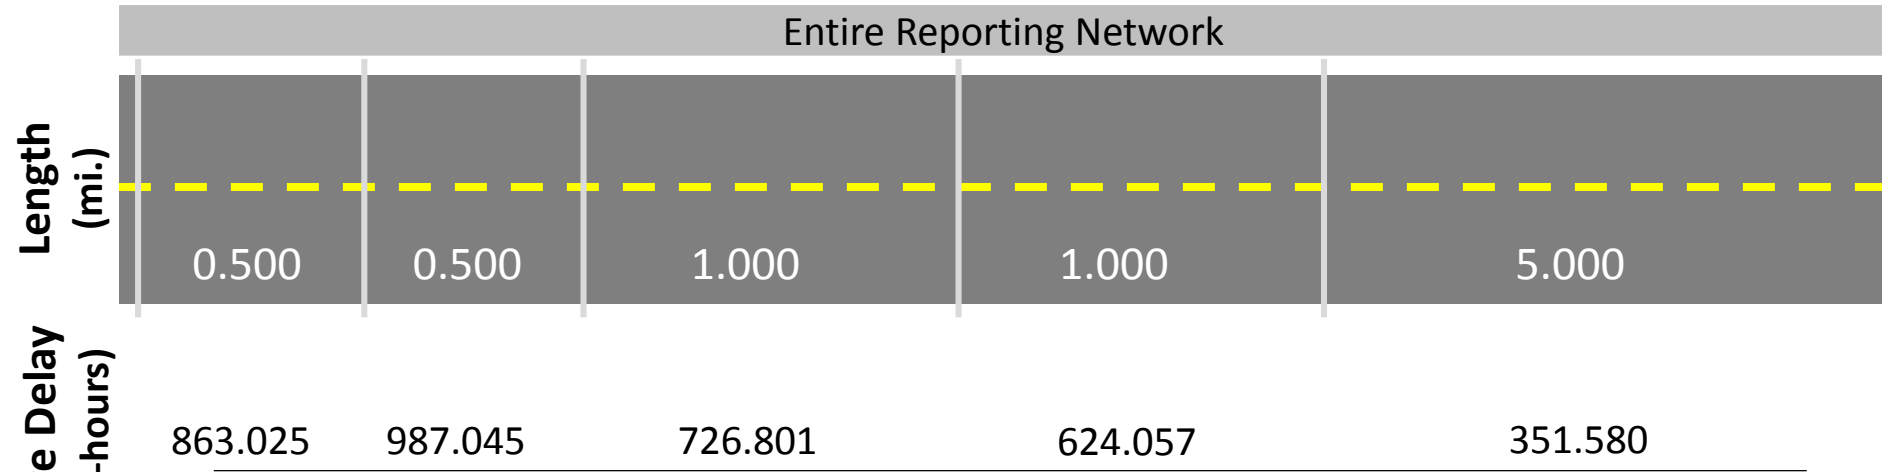 Entire Reporting Network
Length
(mi.)
0.500 0.500 1.000 1.000 5.000
Delay
863.025 987.045 726.801 624.057 351.580